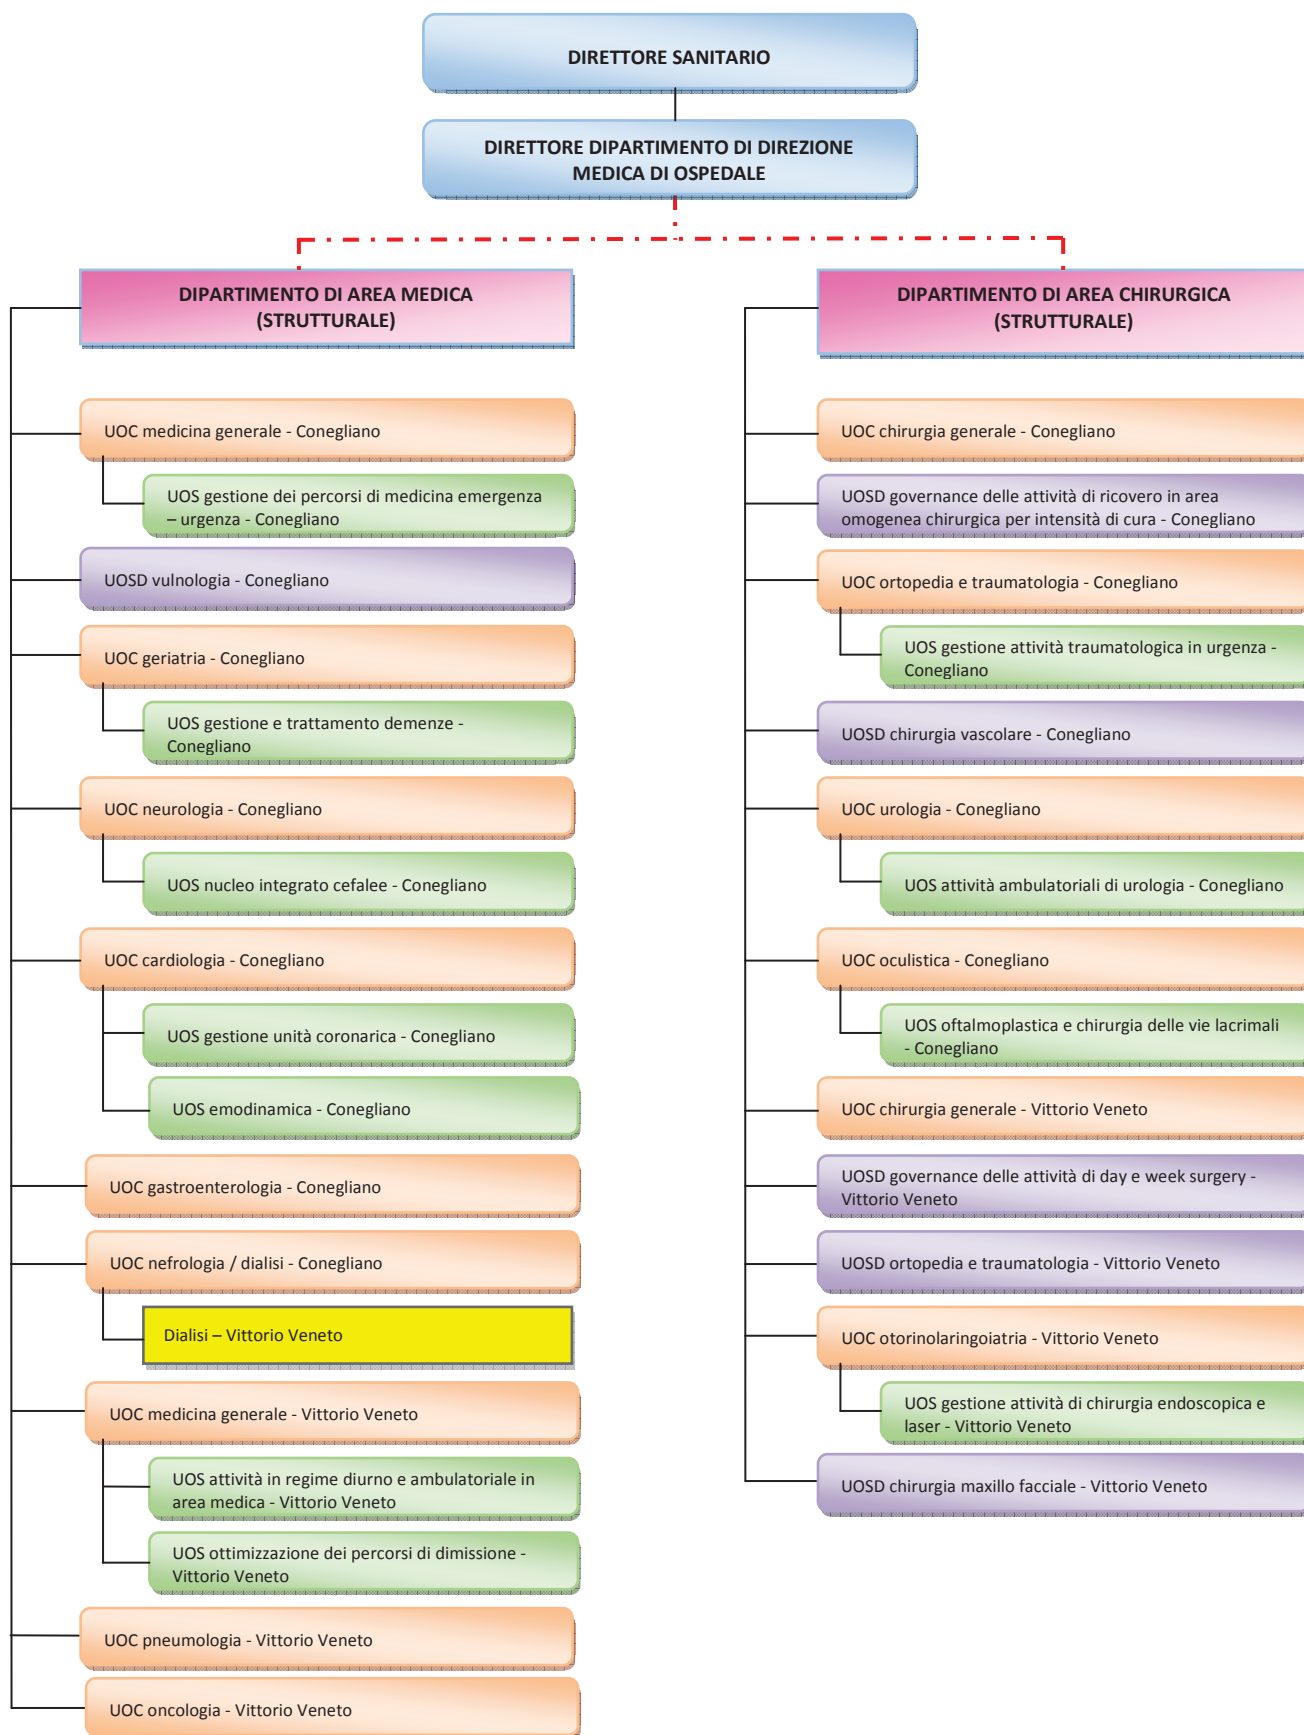 DIRETTORE SANITARIO
DIRETTORE DIPARTIMENTO DI DIREZIONE
MEDICA DI OSPEDALE
DIPARTIMENTO DI AREA MEDICA
(STRUTTURALE)
UOC medicina generale - Conegliano
UOS gestione dei percorsi di medicina emergenza
– urgenza - Conegliano
UOSD vulnologia - Conegliano
UOC geriatria - Conegliano
UOS gestione e trattamento demenze -
Conegliano
UOC neurologia - Conegliano
UOS nucleo integrato cefalee - Conegliano
UOC cardiologia - Conegliano
UOS gestione unità coronarica - Conegliano
UOS emodinamica - Conegliano
UOC gastroenterologia - Conegliano
UOC nefrologia / dialisi - Conegliano
Dialisi – Vittorio Veneto
UOC medicina generale - Vittorio Veneto
UOS attività in regime diurno e ambulatoriale in
area medica - Vittorio Veneto
UOS ottimizzazione dei percorsi di dimissione -
Vittorio Veneto
UOC pneumologia - Vittorio Veneto
UOC oncologia - Vittorio Veneto
DIPARTIMENTO DI AREA CHIRURGICA
(STRUTTURALE)
UOC chirurgia generale - Conegliano
UOSD governance delle attività di ricovero in area
omogenea chirurgica per intensità di cura - Conegliano
UOC ortopedia e traumatologia - Conegliano
UOS gestione attività traumatologica in urgenza -
Conegliano
UOSD chirurgia vascolare - Conegliano
UOC urologia - Conegliano
UOS attività ambulatoriali di urologia - Conegliano
UOC oculistica - Conegliano
UOS oftalmoplastica e chirurgia delle vie lacrimali
- Conegliano
UOC chirurgia generale - Vittorio Veneto
UOSD governance delle attività di day e week surgery -
Vittorio Veneto
UOSD ortopedia e traumatologia - Vittorio Veneto
UOC otorinolaringoiatria - Vittorio Veneto
UOS gestione attività di chirurgia endoscopica e
laser - Vittorio Veneto
UOSD chirurgia maxillo facciale - Vittorio Veneto